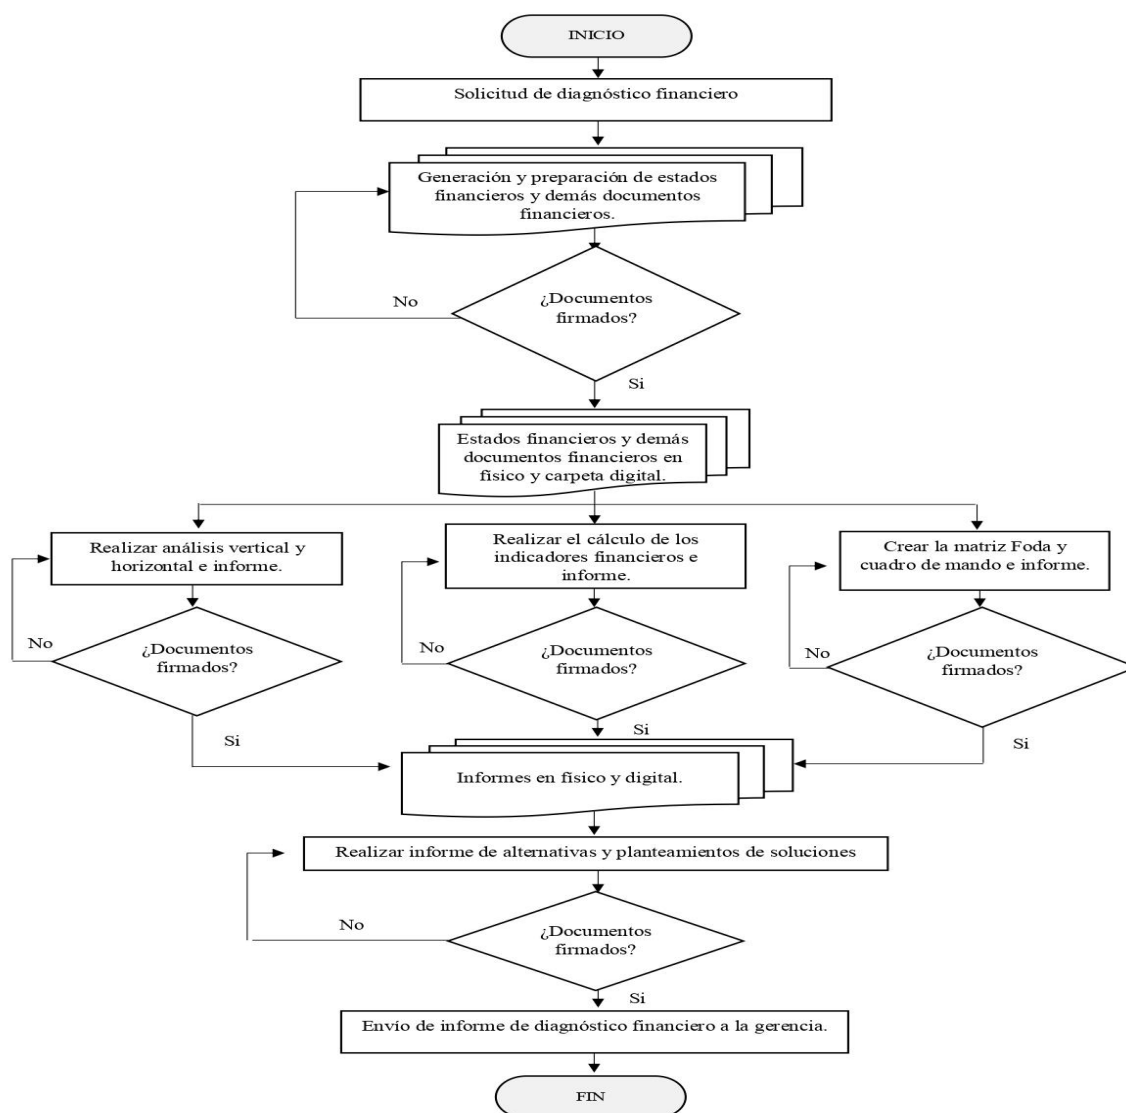 INICIO
Solicitud de diagnóstico financiero
Generación y preparación de estados
financieros y demás documentos
financieros.
¿Documentos
firmados?
No
Si
Estados financieros y demás
documentos financieros en
físico y carpeta digital.
Realizar análisis vertical y
horizontal e informe.
Realizar el cálculo de los
indicadores financieros e
informe.
Crear la matriz Foda y
cuadro de mando e informe.
No
¿Documentos
firmados?
No
¿Documentos
firmados?
No
¿Documentos
firmados?
Si
Si
Si
Informes en físico y digital.
Realizar informe de alternativas y planteamientos de soluciones
No
¿Documentos
firmados?
Si
Envío de informe de diagnóstico financiero a la gerencia.
FIN